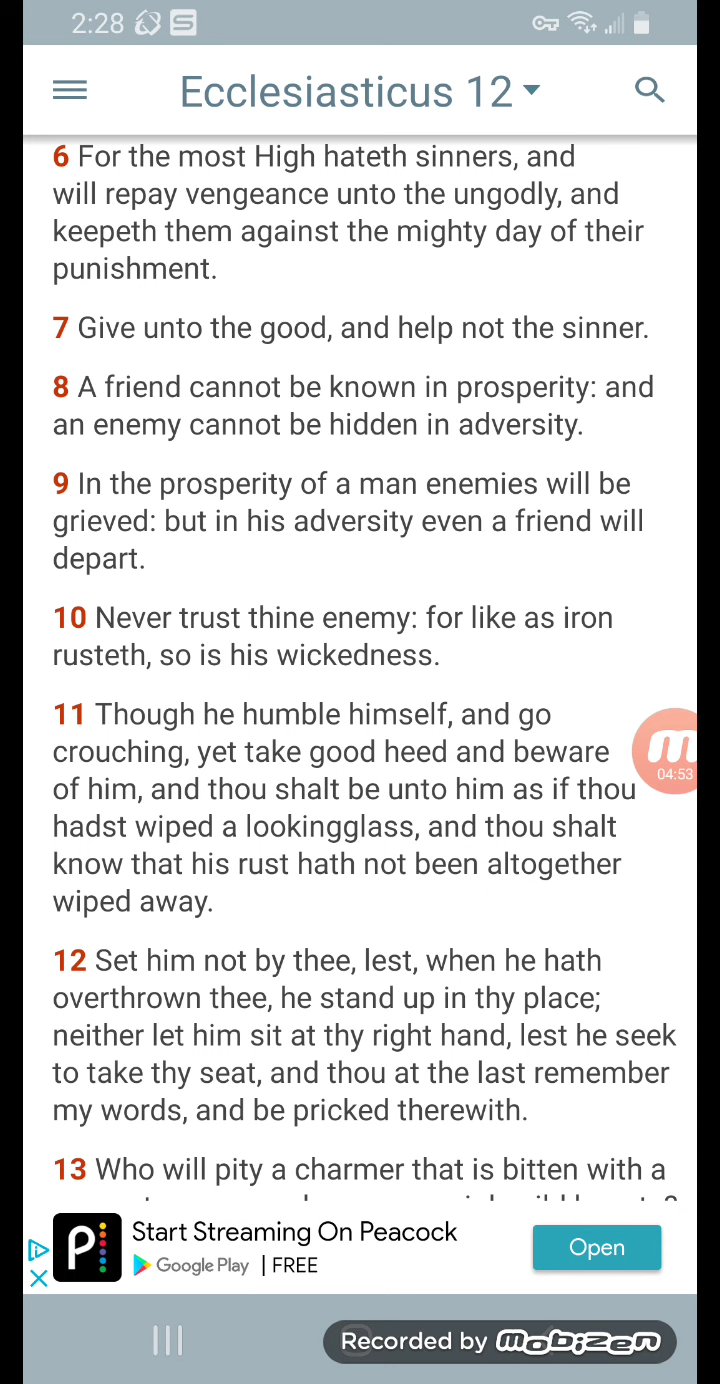 2:28
Ecclesiasticus 12
6 For the most High hateth sinners, and
will repay vengeance unto the ungodly, and
keepeth them against the mighty day of their
punishment.
7 Give unto the good, and help not the sinner.
8 A friend cannot be known in prosperity: and
an enemy cannot be hidden in adversity.
9 In the prosperity of a man enemies will be
grieved: but in his adversity even a friend will
depart.
10 Never trust thine enemy: for like as iron
rusteth, so is his wickedness.
11 Though he humble himself, and go
crouching, yet take good heed and beware
of him, and thou shalt be unto him as if thou
hadst wiped a lookingglass, and thou shalt
know that his rust hath not been altogether
wiped away.
m
04:53
12 Set him not by thee, lest, when he hath
overthrown thee, he stand up in thy place;
neither let him sit at thy right hand, lest he seek
to take thy seat, and thou at the last remember
my words, and be pricked therewith.
13 Who will pity a charmer that is bitten with a
P
Start Streaming On Peacock
Google Play | FREE
Open
Recorded by mobizen